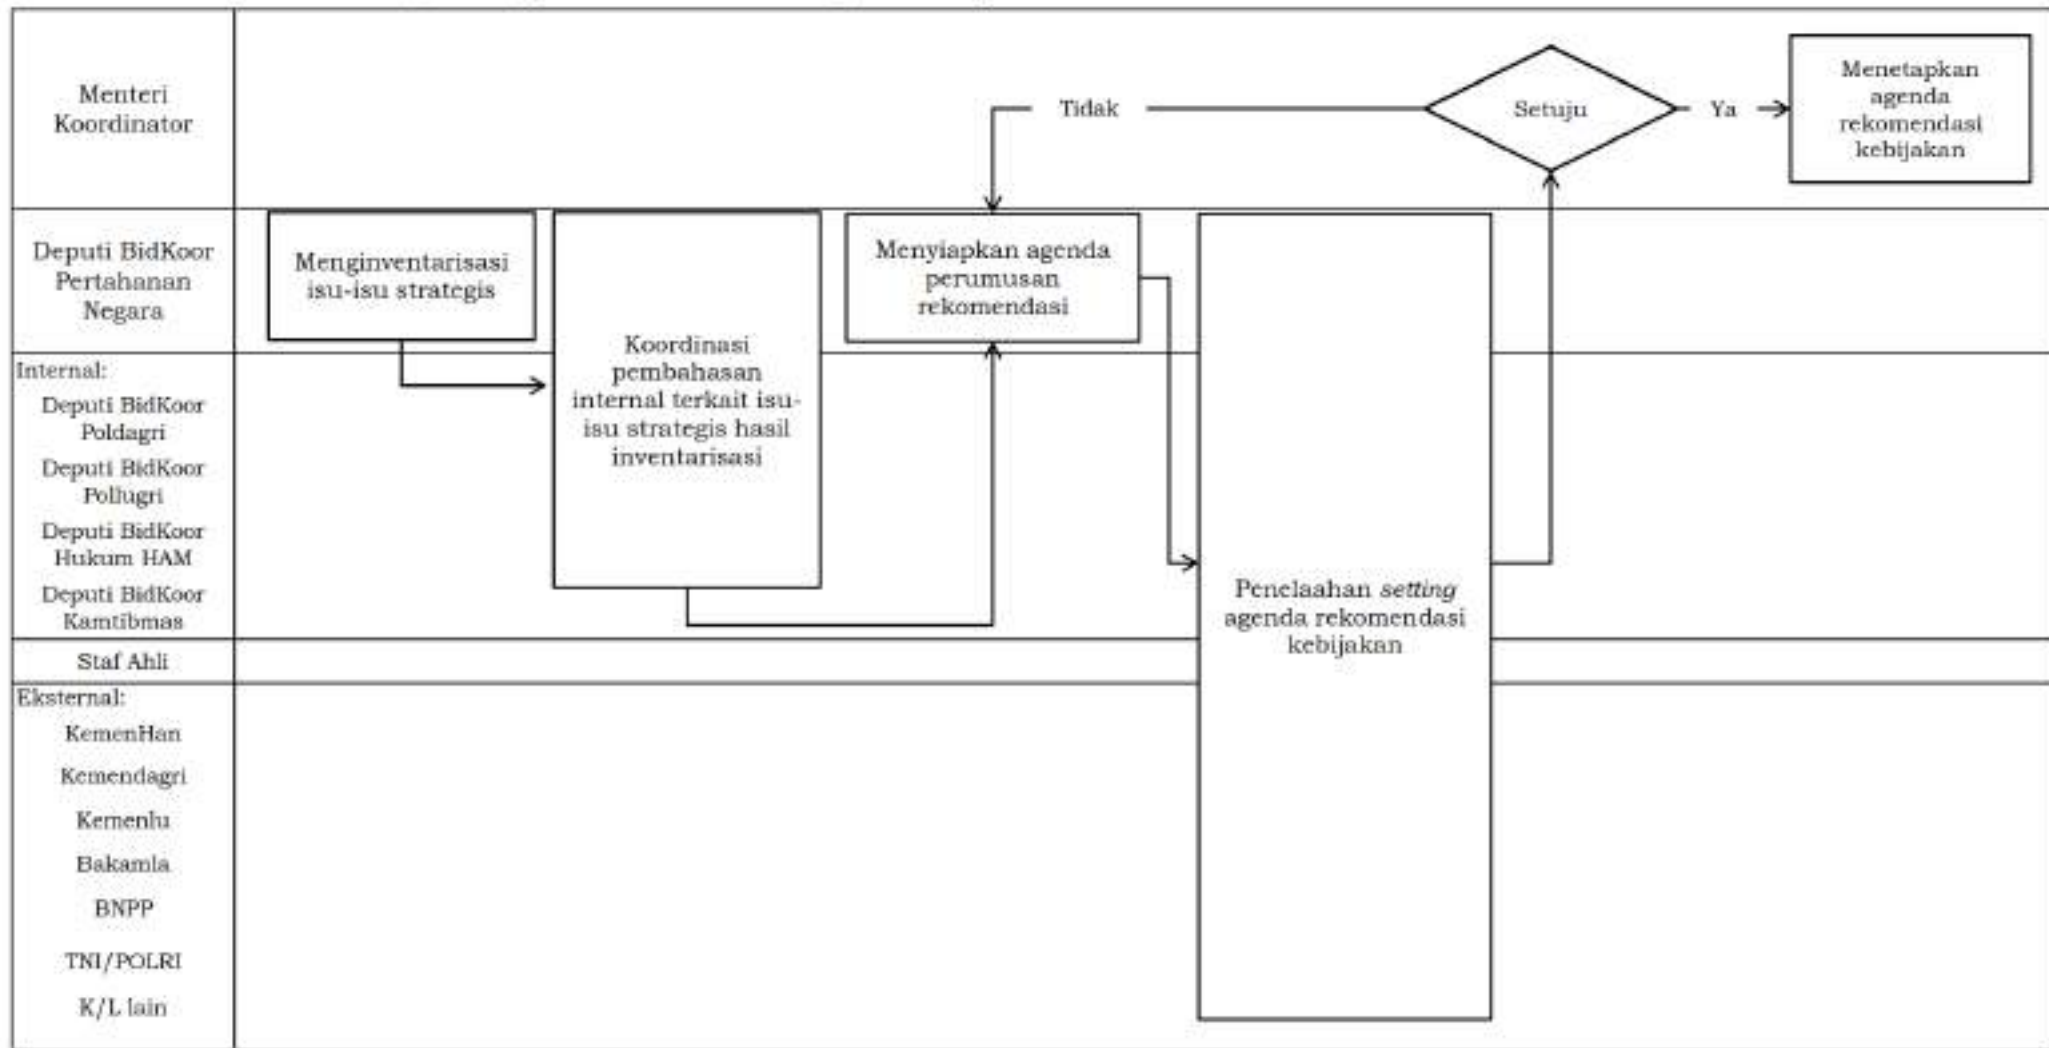 Menteri
Koordinator
Tidak
Setuju
Ya
Menetapkan
agenda
rekomendasi
kebijakan
Deputi BidKoor
Pertahanan
Negara
Menginventarisasi
isu-isu strategis
Koordinasi
pembahasan
internal terkait isu-
isu strategis hasil
inventarisasi
Menyiapkan agenda
perumusan
rekomendasi
Penelaahan setting
agenda rekomendasi
kebijakan
Internal:
Deputi BidKoor
Poldagri
Deputi BidKoor
Pollugri
Deputi BidKoor
Hukum HAM
Deputi BidKoor
Kamtibmas
Staf Ahli
Eksternal:
KemenHan
Kemendagri
Kemenlu
Bakamla
BNPP
TNI/POLRI
K/L lain